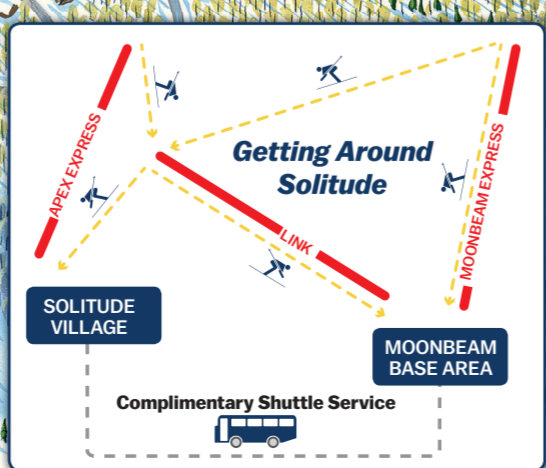 APEX EXPRESS
Getting Around
Solitude
MOONBEAM EXPRESS
LINK
SOLITUDE
VILLAGE
MOONBEAM
BASE AREA
Complimentary Shuttle Service